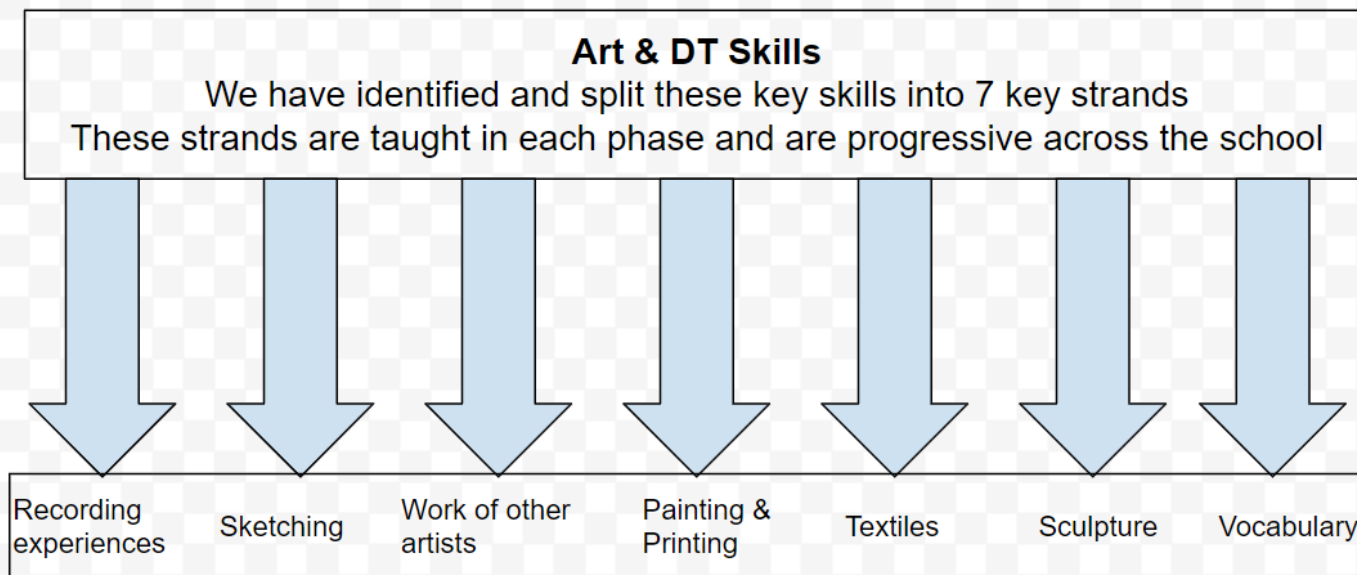 Art & DT Skills
We have identified and split these key skills into 7 key strands
These strands are taught in each phase and are progressive across the school
Recording
experiences
Sketching
Work of other
artists
Painting &
Printing
Textiles
Sculpture
Vocabulary